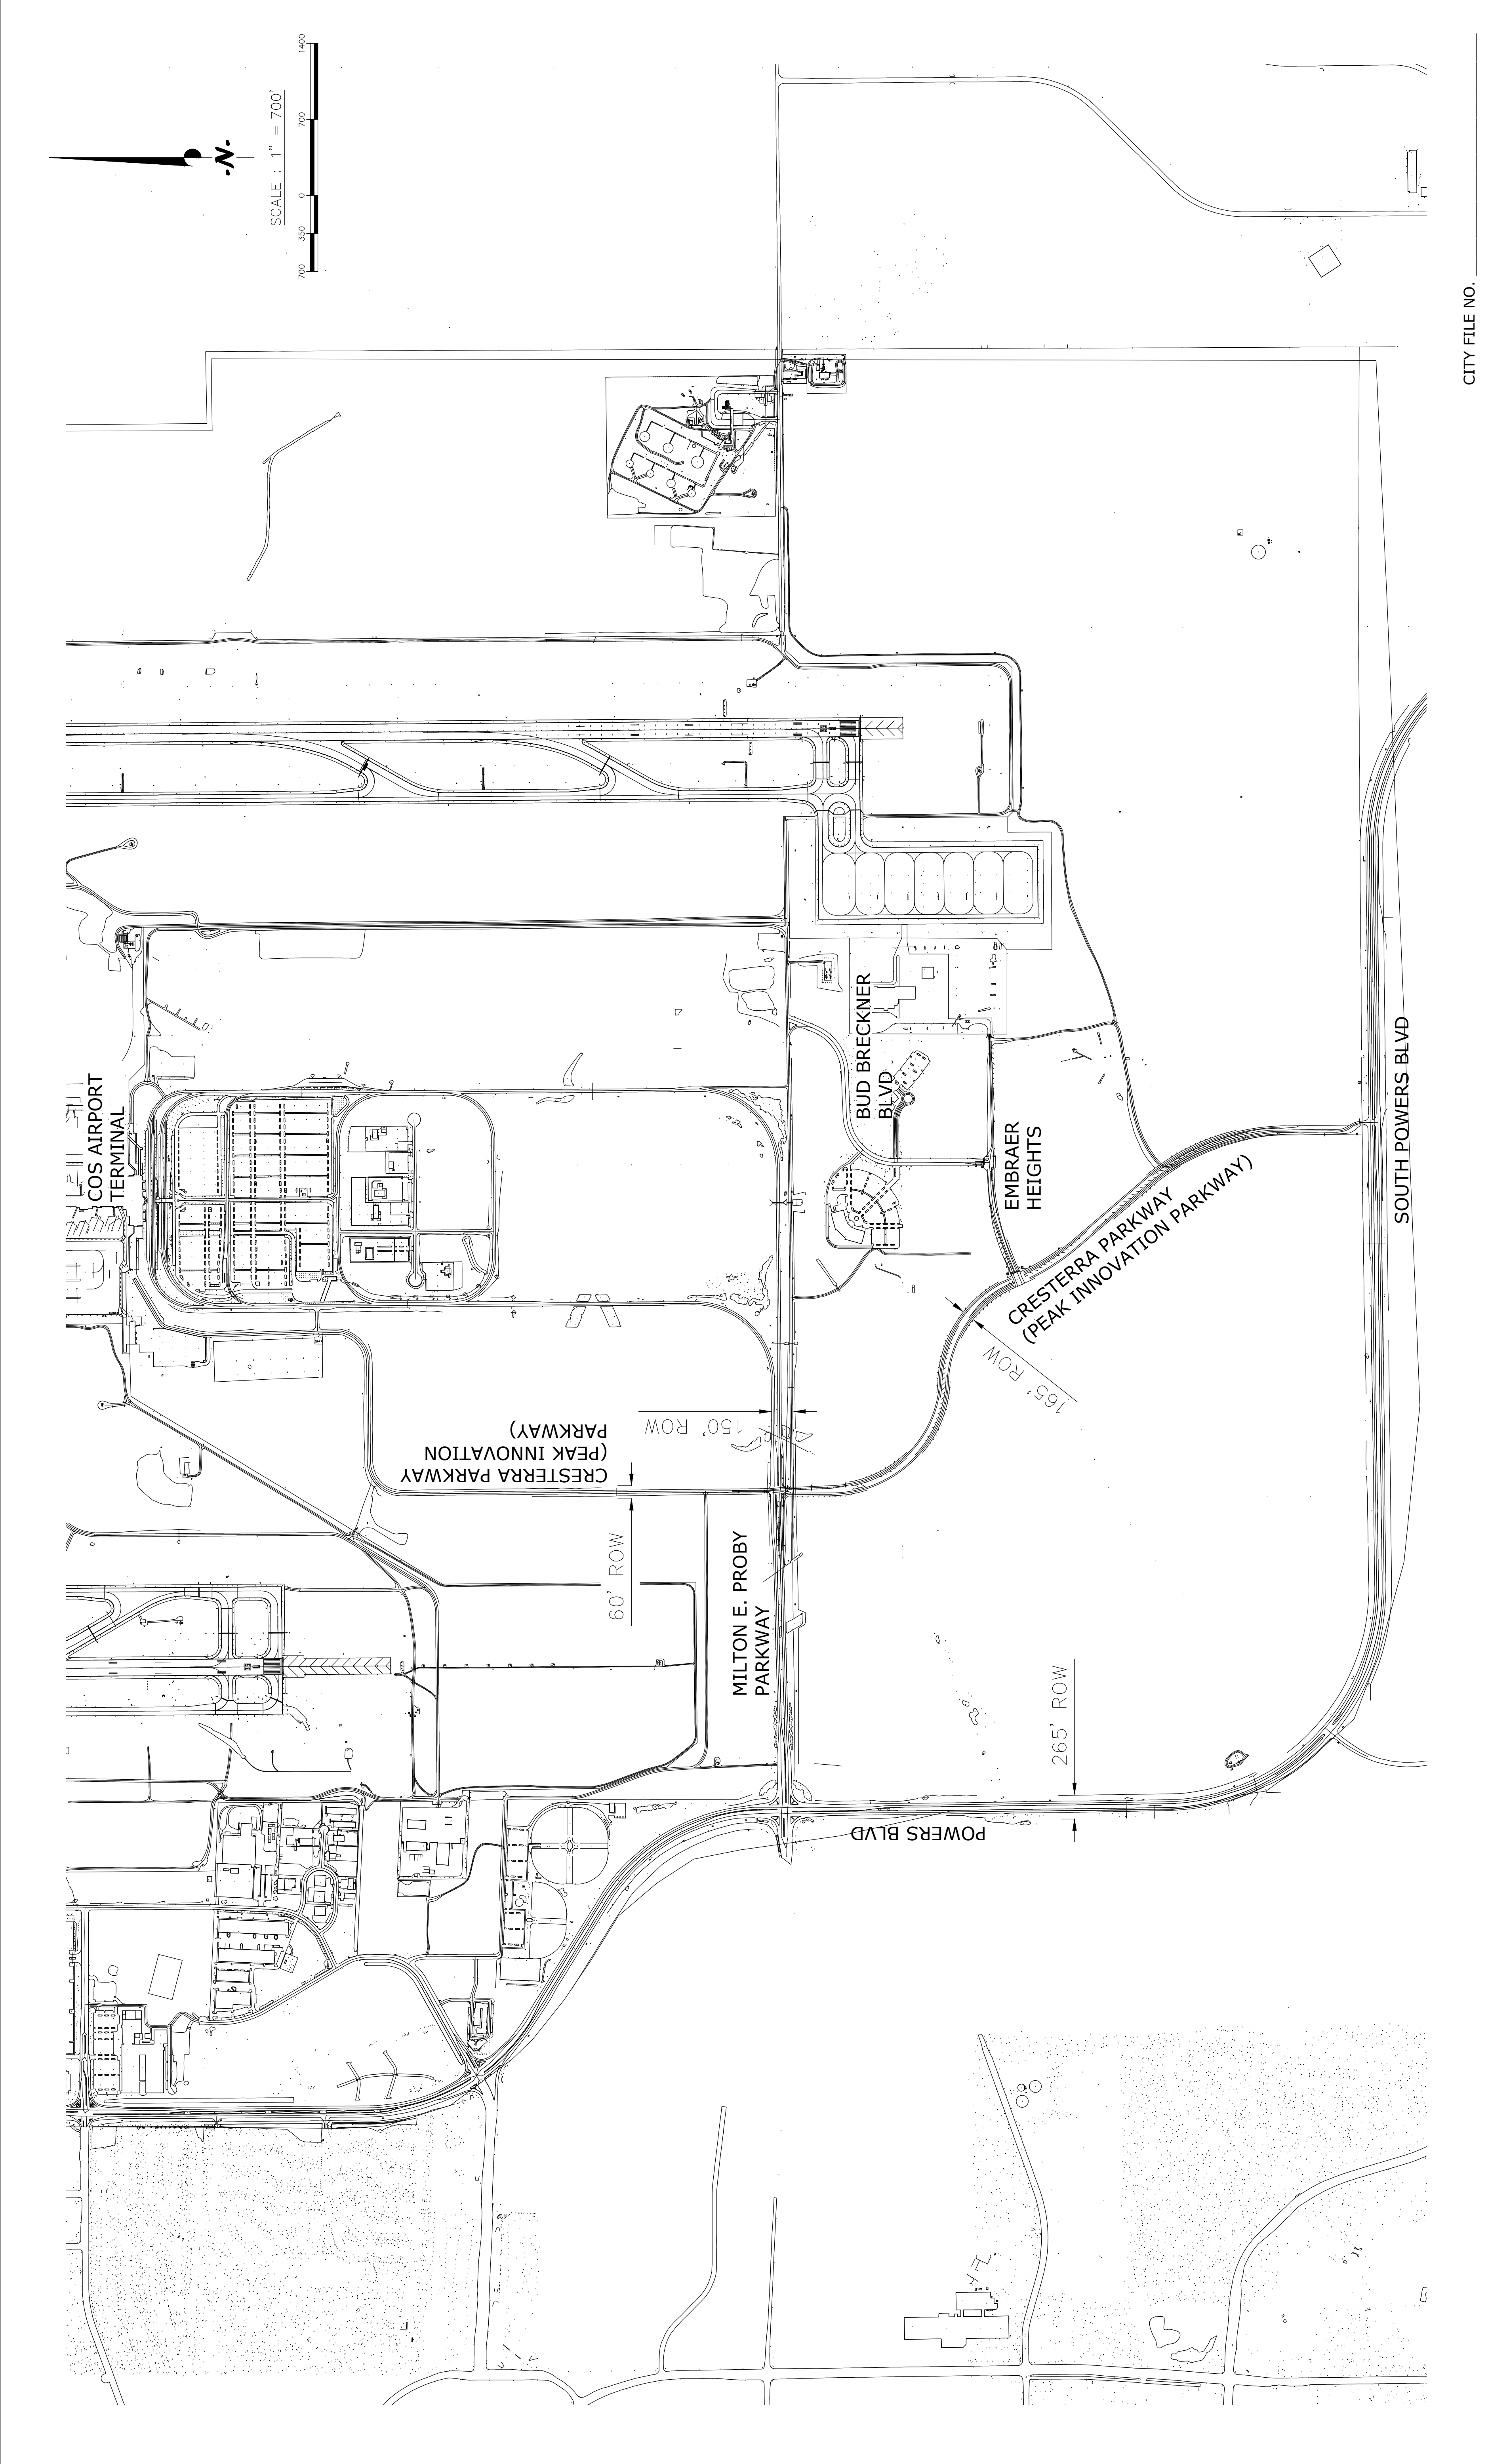 1400
700
0
350
700
SCALE : 1" = 700'
N
CITY FILE NO.
COS AIRPORT
TERMINAL
BUD BRECKNER
BLVD
EMBRAER
HEIGHTS
CRESTERRA PARKWAY
(PEAK INNOVATION PARKWAY)
SOUTH POWERS BLVD
165' ROW
150' ROW
CRESTERRA PARKWAY
(PEAK INNOVATION
PARKWAY)
60' ROW
MILTON E. PROBY
PARKWAY
265' ROW
POWERS BLVD